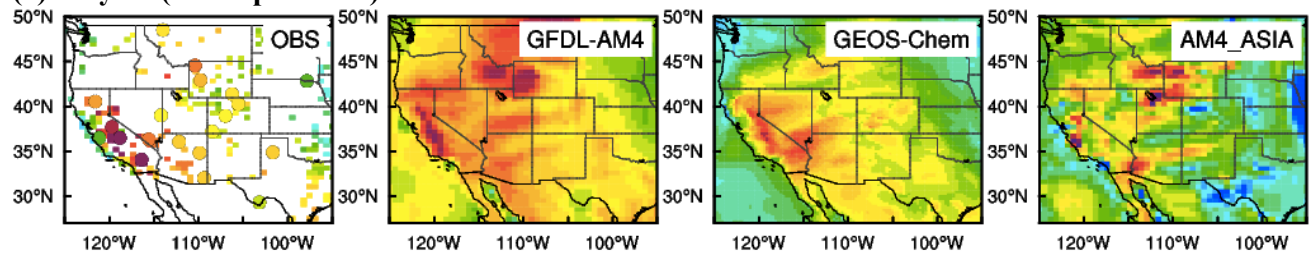 50°N OBS 50°N GFDL-AM4 50°N GEOS-Chem 50°N AM4_ASIA
45°N 45°N 45°N 45°N
40°N 40°N 40°N 40°N
35°N 35°N 35°N 35°N
30°N 30°N 30°N 30°N
120°W 110°W 100°W 120°W 110°W 100°W 120°W 110°W 100°W 120°W 110°W 100°W